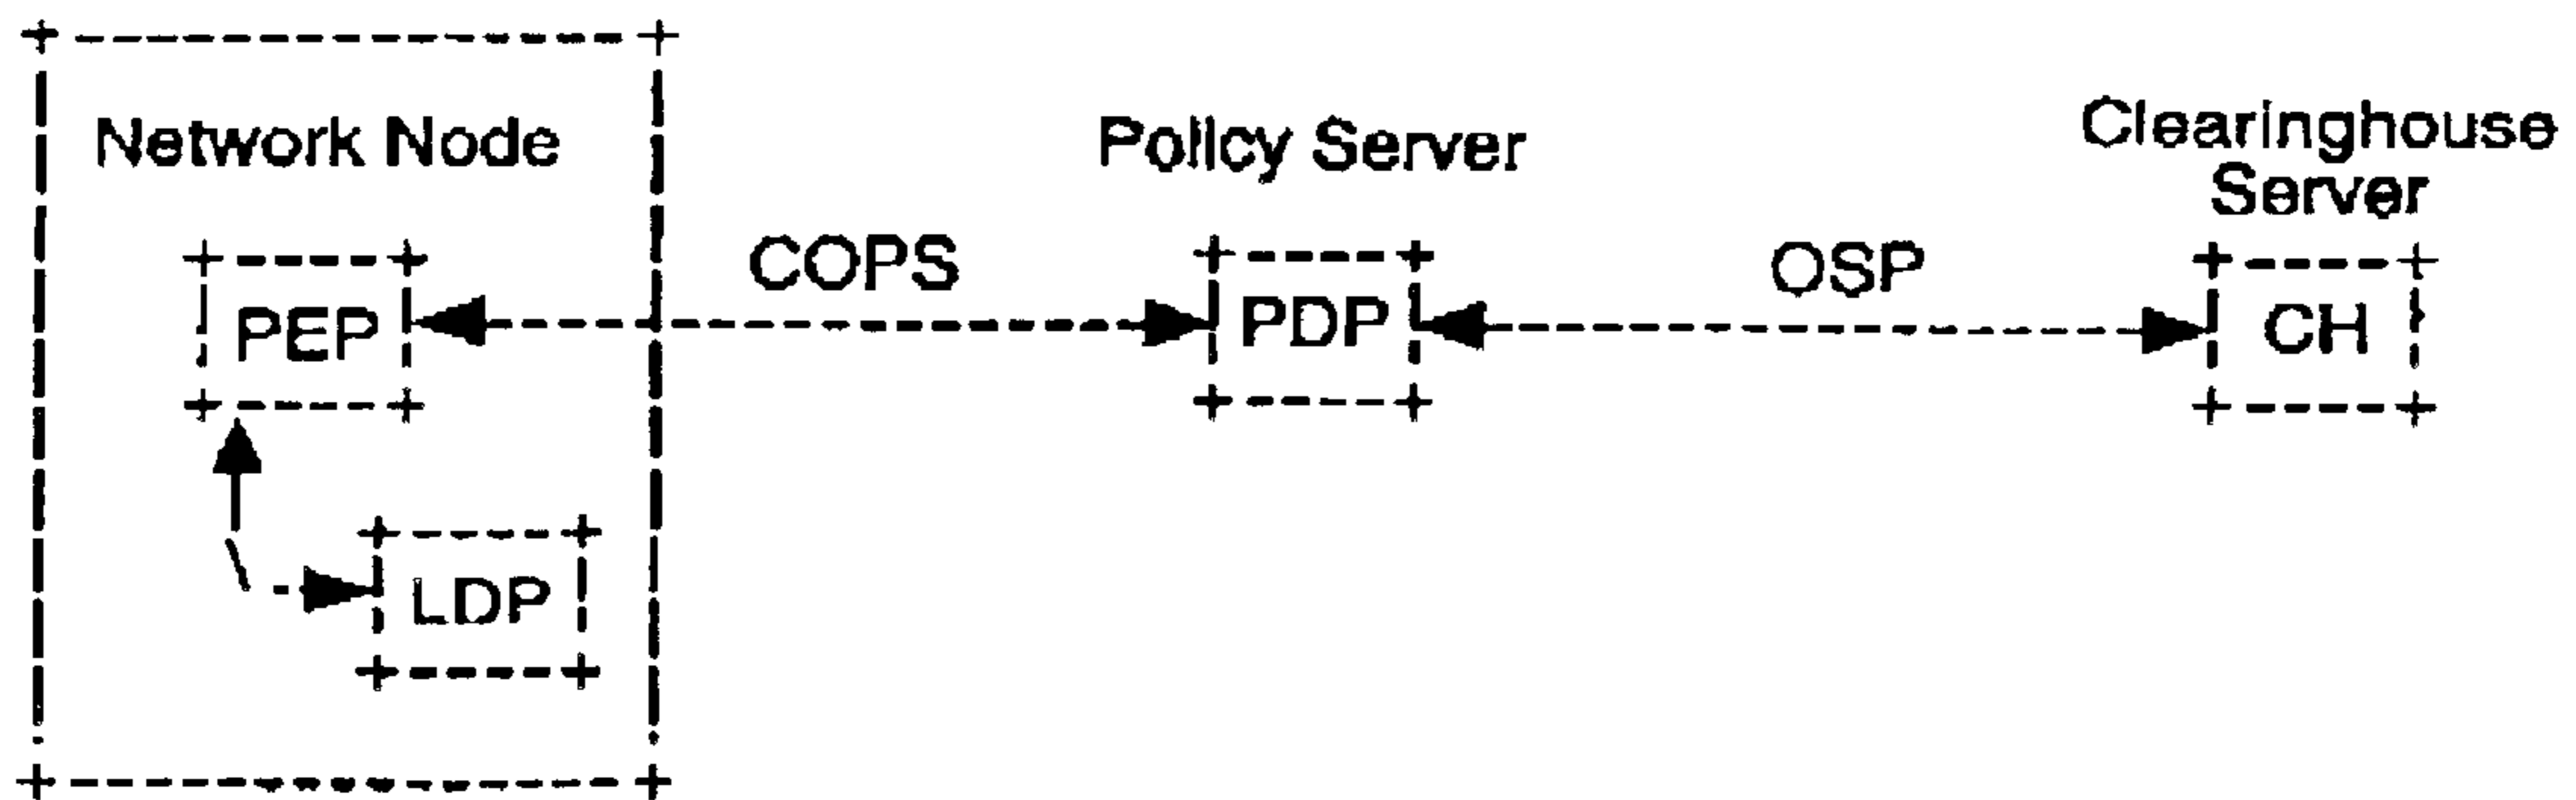 Network Node
Policy Server
Clearinghouse
Server
COPS
OSP
PEP
PDP
CH
LDP